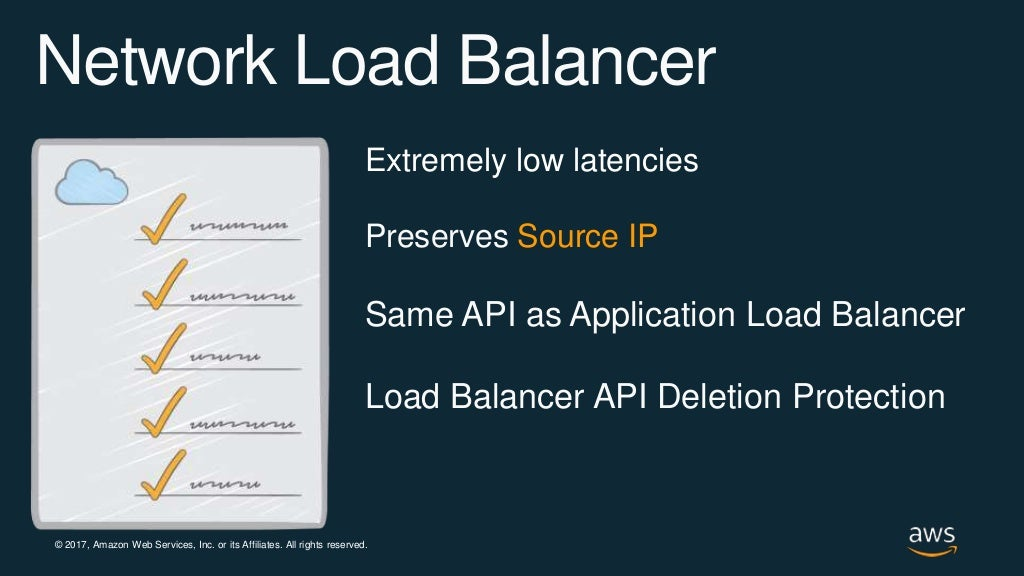 Network Load Balancer
Extremely low latencies
Preserves Source IP
Same API as Application Load Balancer
Load Balancer API Deletion Protection
© 2017, Amazon Web Services, Inc. or its Affiliates. All rights reserved.
aws